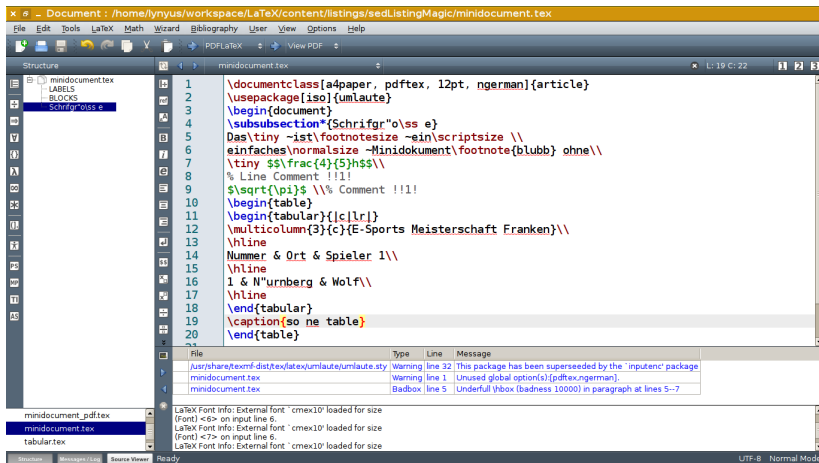 Document : /home/lynyus/workspace/LaTeX/content/listings/sedListingMagic/minidocument.tex
File Edit Tools LaTeX Math Wizard Bibliography User View Options Help
PDFLaTeX View PDF
Structure minidocument.tex L: 19 C: 22 1 2 3
minidocument.tex
LABELS
BLOCKS
Schrifgr"o\ss e
1 \documentclass[a4paper, pdftex, 12pt, ngerman]{article}
2 \usepackage[iso]{umlaute}
3 \begin{document}
4 \subsubsection*{Schrifgr"o\ss e}
5 Das\tiny ~ist\footnotesize ~ein\scriptsize \\
6 einfaches\normalsize ~Minidokument\footnote{blubb} ohne\\
7 \tiny $$\frac{4}{5}h$$\\
8 % Line Comment !!1!
9 $\sqrt{\pi}$ \\% Comment !!1!
10 \begin{table}
11 \begin{tabular}{|c|lr|}
12 \multicolumn{3}{c}{E-Sports Meisterschaft Franken}\\
13 \hline
14 Nummer & Ort & Spieler 1\\
15 \hline
16 1 & N"urnberg & Wolf\\
17 \hline
18 \end{tabular}
19 \caption{so ne table}
20 \end{table}
File Type Line Message
/usr/share/texmf-dist/tex/latex/umlaute/umlaute.sty Warning line 32 This package has been superseeded by the `inputenc' package
minidocument.tex Warning line 1 Unused global option(s):[pdftex,ngerman].
minidocument.tex Badbox line 5 Underfull \hbox (badness 10000) in paragraph at lines 5--7
minidocument_pdf.tex
minidocument.tex
tabular.tex
LaTeX Font Info: External font `cmex10' loaded for size
(Font) <6> on input line 6.
LaTeX Font Info: External font `cmex10' loaded for size
(Font) <7> on input line 6.
LaTeX Font Info: External font `cmex10' loaded for size
Structure Messages / Log Source Viewer Ready UTF-8 Normal Mode